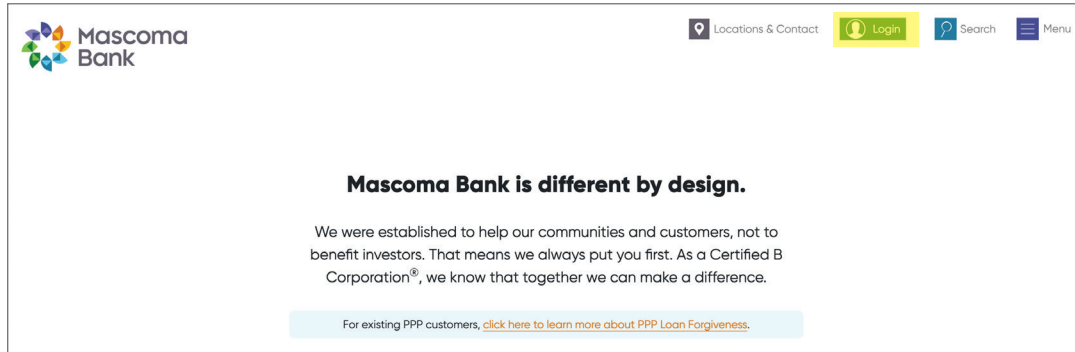 Mascoma
Bank
Locations & Contact
Login
Search
Menu
Mascoma Bank is different by design.
We were established to help our communities and customers, not to
benefit investors. That means we always put you first. As a Certified B
Corporation®, we know that together we can make a difference.
For existing PPP customers, click here to learn more about PPP Loan Forgiveness.